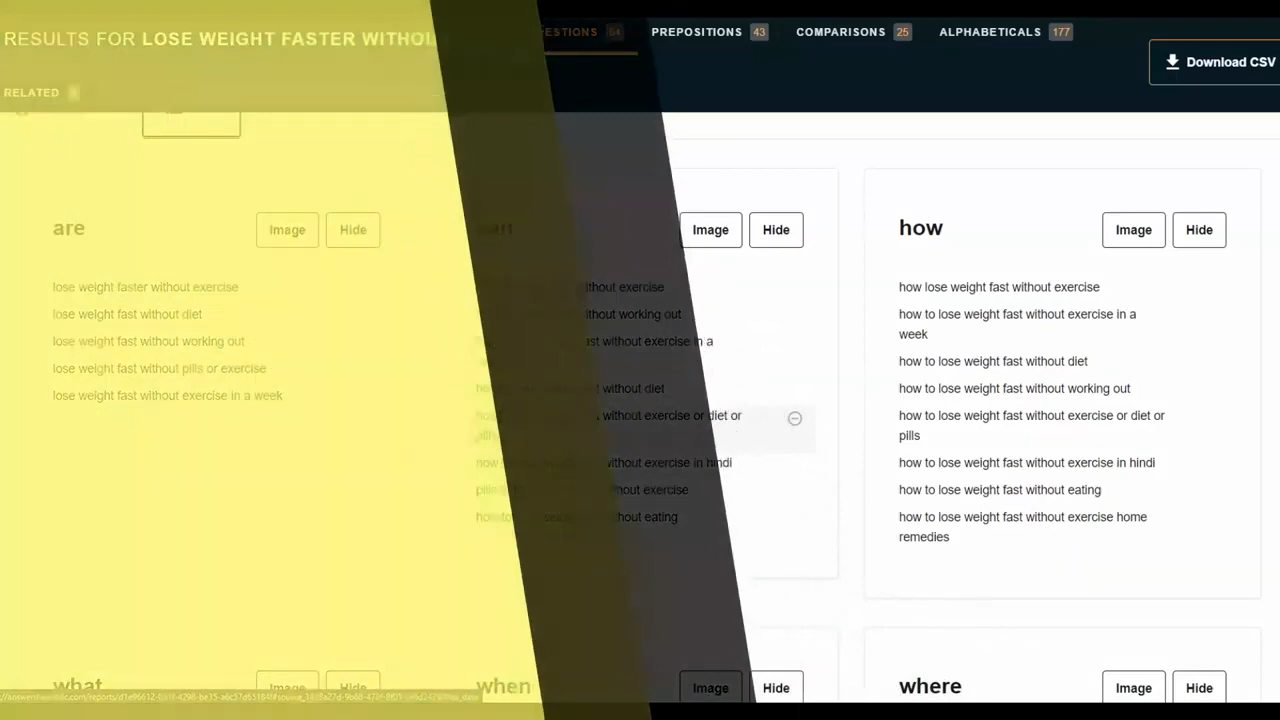 RESULTS FOR LOSE WEIGHT FASTER
PREPOSITIONS 43
COMPARISONS 25
ALPHABETICALS 177
Download CSV
RELATED
are
Image
Hide
lose weight faster without exercise
lose weight fast without diet
lose weight fast without working out
lose weight fast without pills or exercise
lose weight fast without exercise in a week
Image
Hide
exercise
working out
without exercise in a
without diet
without exercise or diet or
without exercise in hindi
exercise
eating
how
Image
Hide
how lose weight fast without exercise
how to lose weight fast without exercise in a
week
how to lose weight fast without diet
how to lose weight fast without working out
how to lose weight fast without exercise or diet or
pills
how to lose weight fast without exercise in hindi
how to lose weight fast without eating
how to lose weight fast without exercise home
remedies
what
Image
Hide
when
Image
Hide
where
Image
Hide